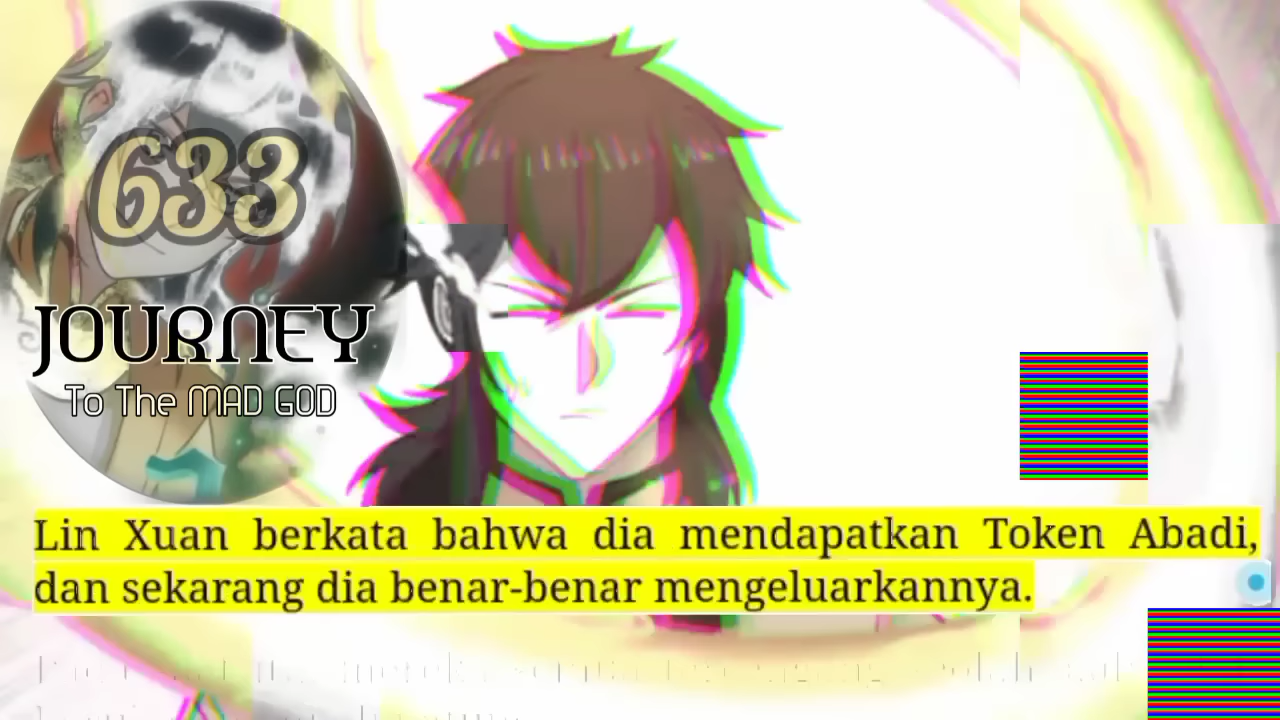 633
JOURNEY
To The MAD GOD
Lin Xuan berkata bahwa dia mendapatkan Token Abadi,
dan sekarang dia benar-benar mengeluarkannya.